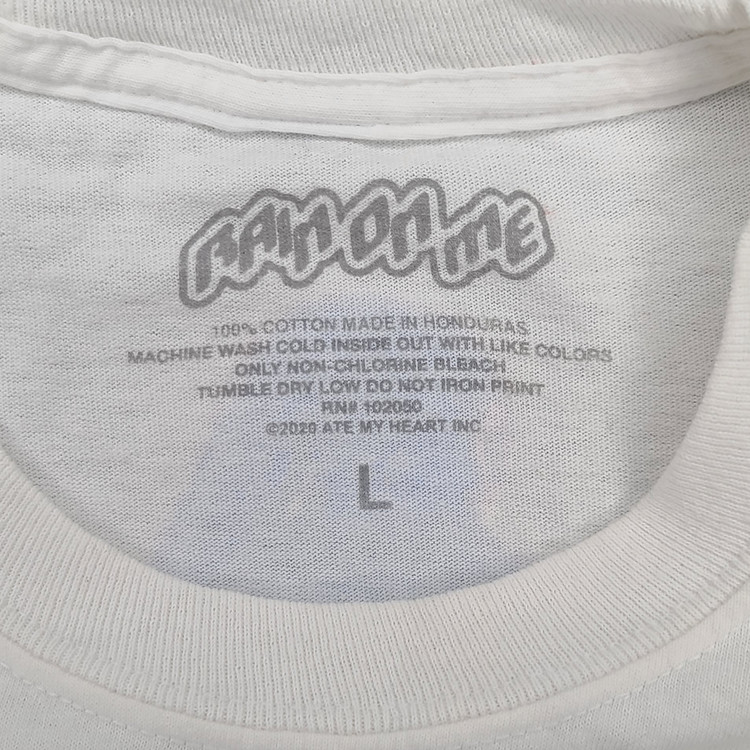 RAIN ON ME
100% COTTON MADE IN HONDURAS
MACHINE WASH COLD INSIDE OUT WITH LIKE COLORS
ONLY NON-CHLORINE BLEACH
TUMBLE DRY LOW DO NOT IRON PRINT
RN# 102050
©2020 ATE MY HEART INC
L